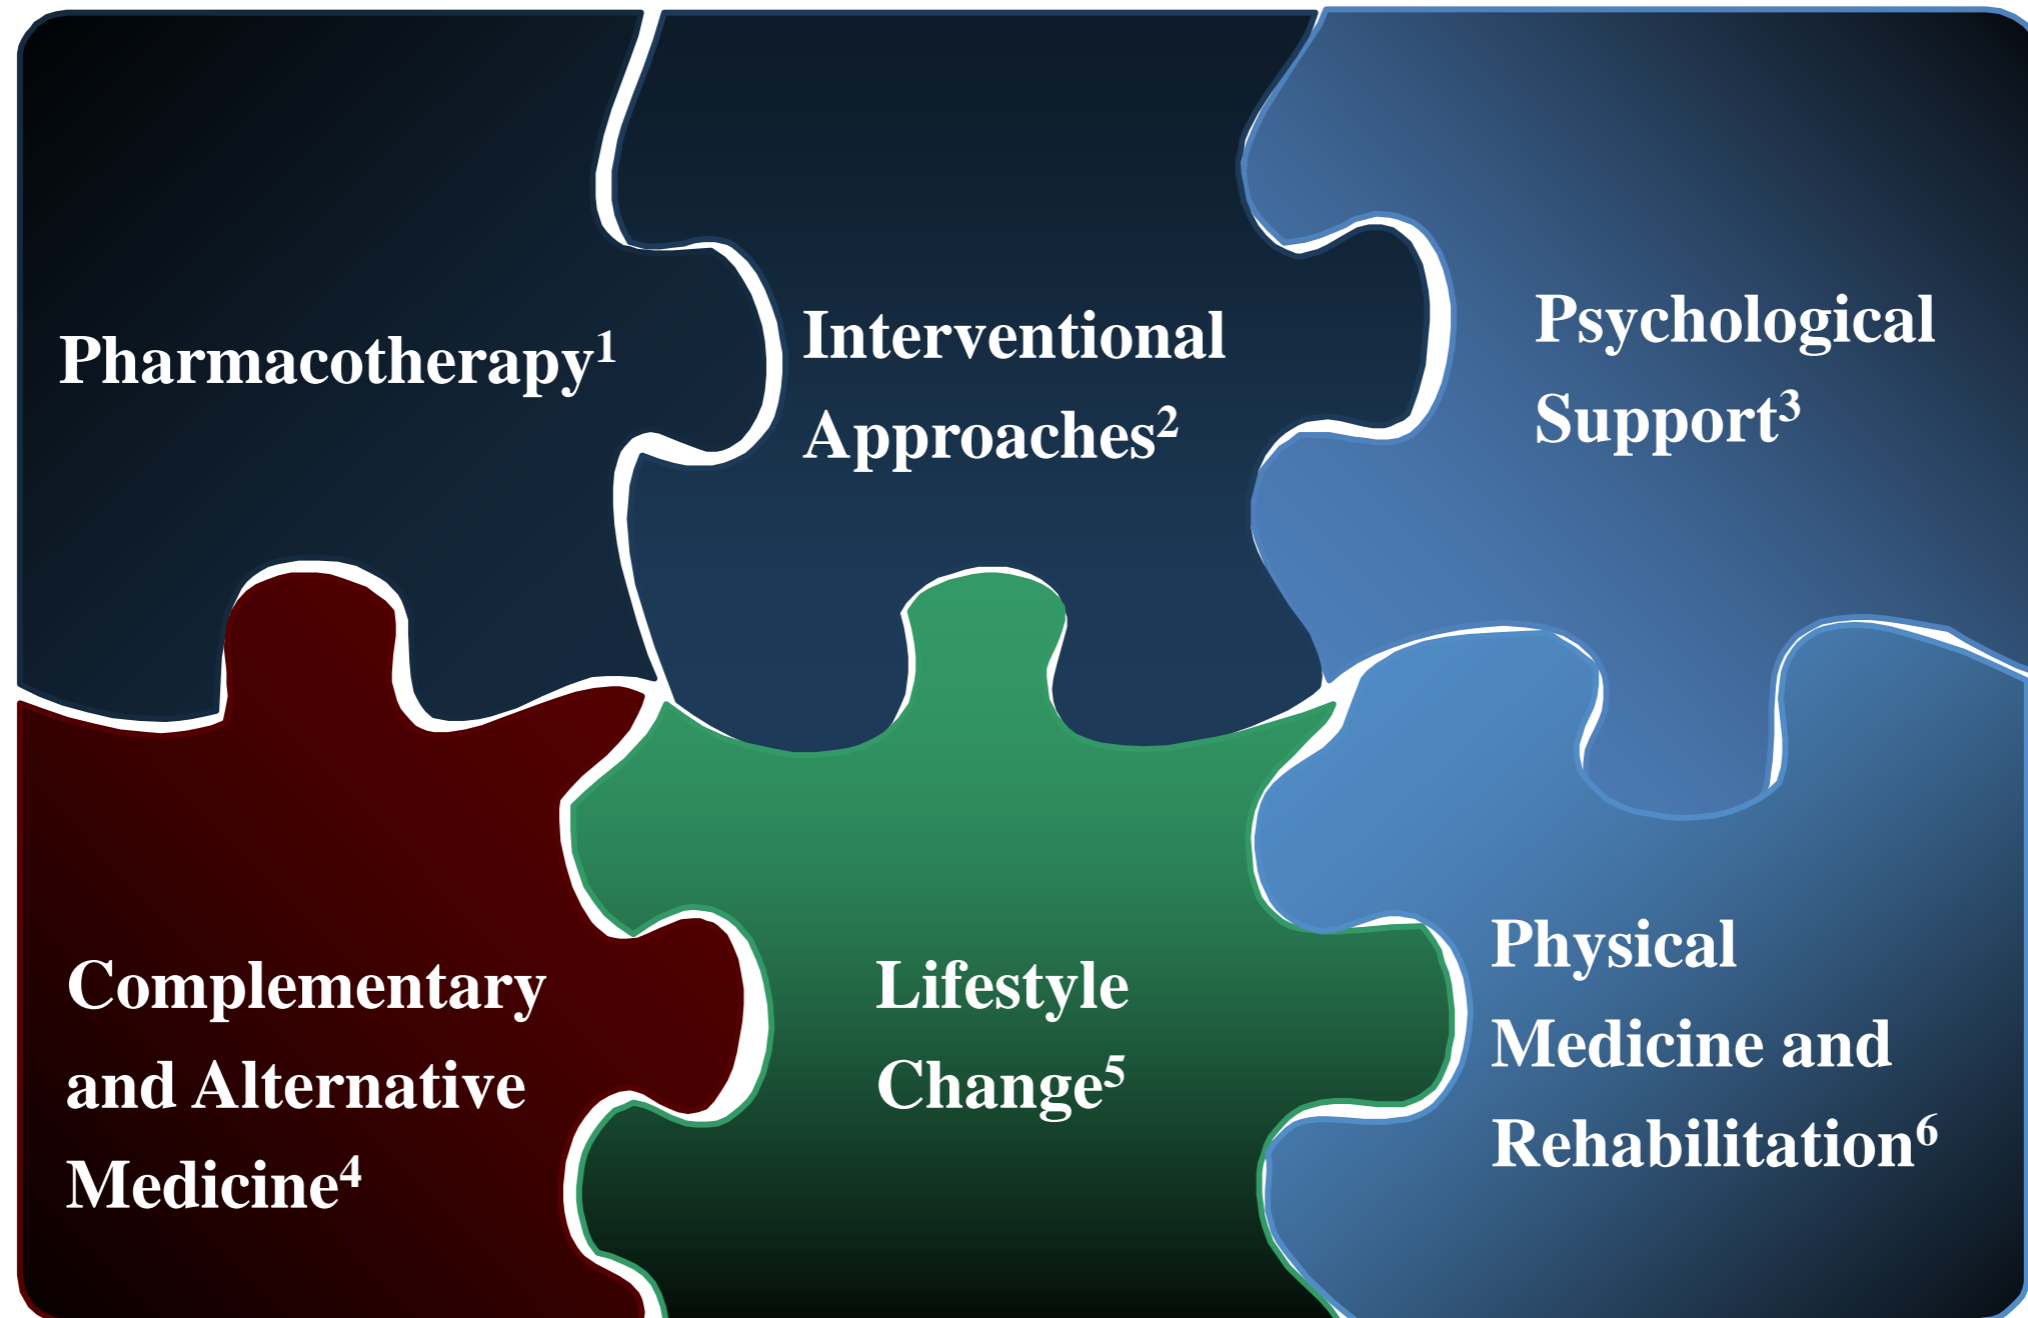 Pharmacotherapy¹
Interventional
Approaches²
Psychological
Support³
Complementary
and Alternative
Medicine⁴
Lifestyle
Change⁵
Physical
Medicine and
Rehabilitation⁶